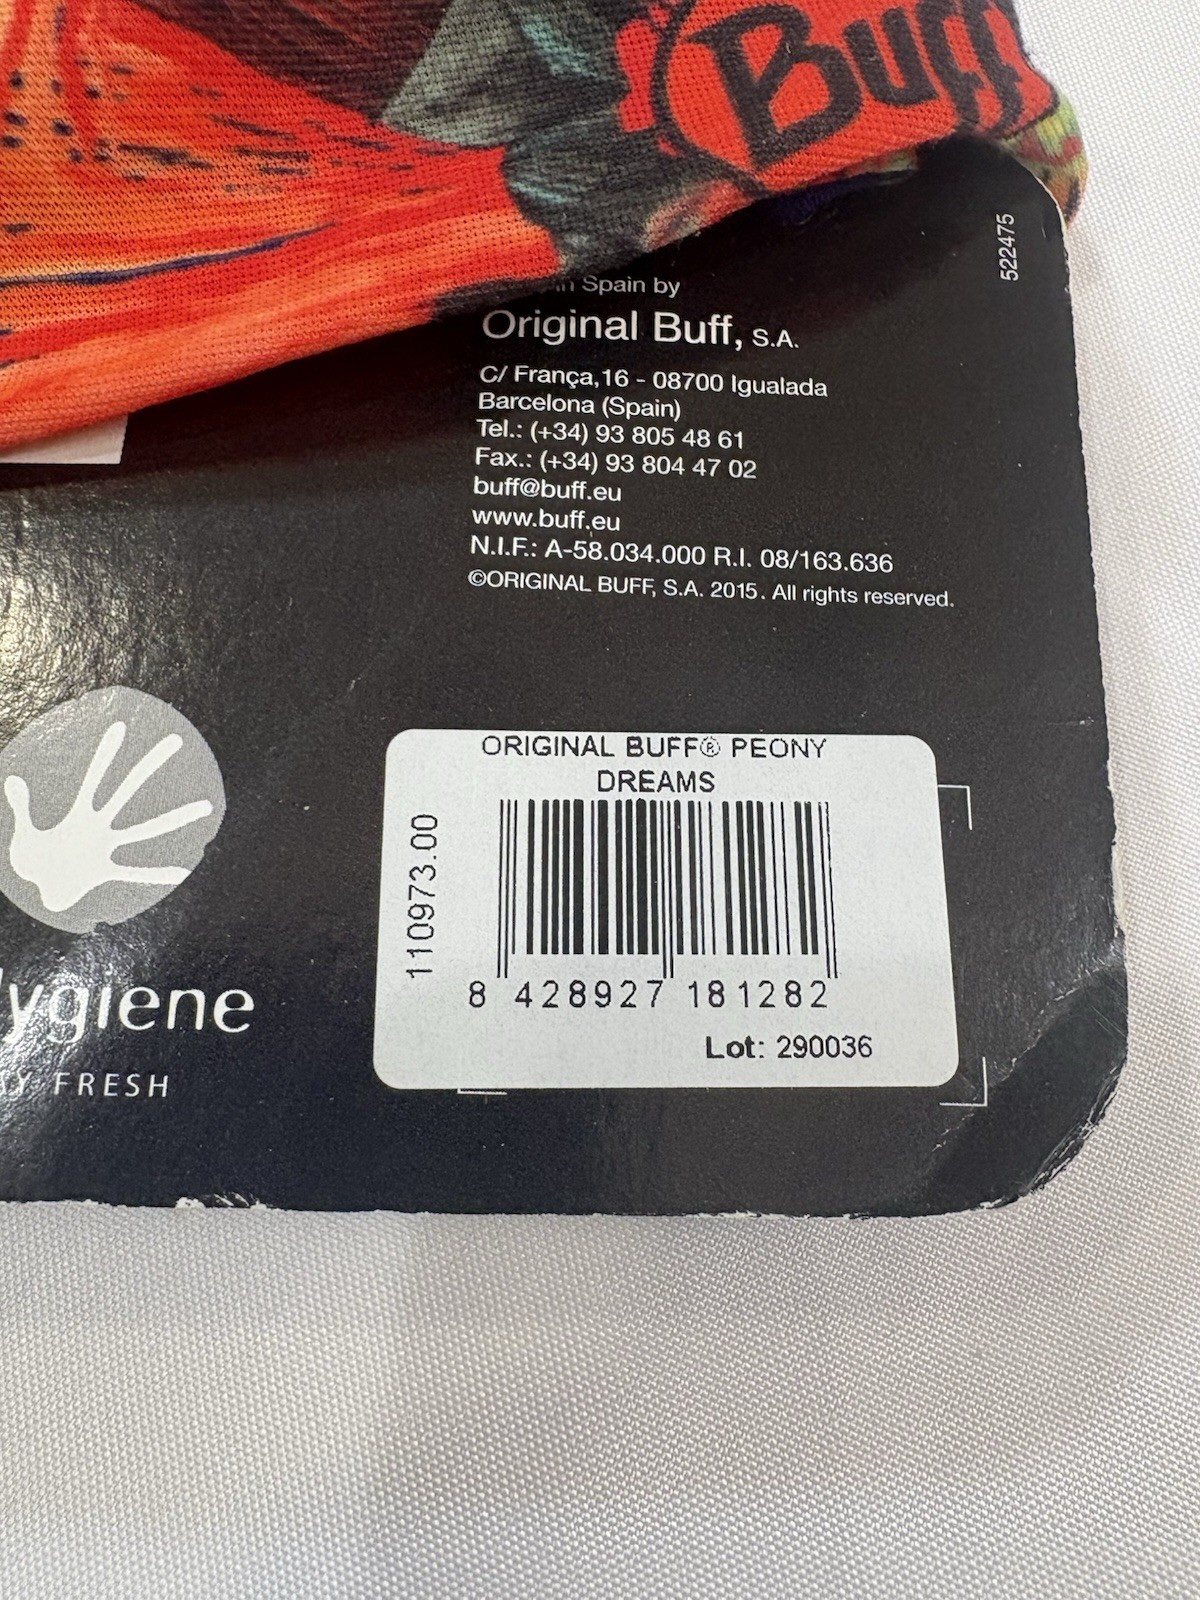 Buff
522475
in Spain by
Original Buff, S.A.
C/ França,16 - 08700 Igualada
Barcelona (Spain)
Tel.: (+34) 93 805 48 61
Fax.: (+34) 93 804 47 02
buff@buff.eu
www.buff.eu
N.I.F.: A-58.034.000 R.I. 08/163.636
©ORIGINAL BUFF, S.A. 2015. All rights reserved.
ORIGINAL BUFF® PEONY
DREAMS
110973.00
8 428927 181282
Lot: 290036
ygiene
Y FRESH